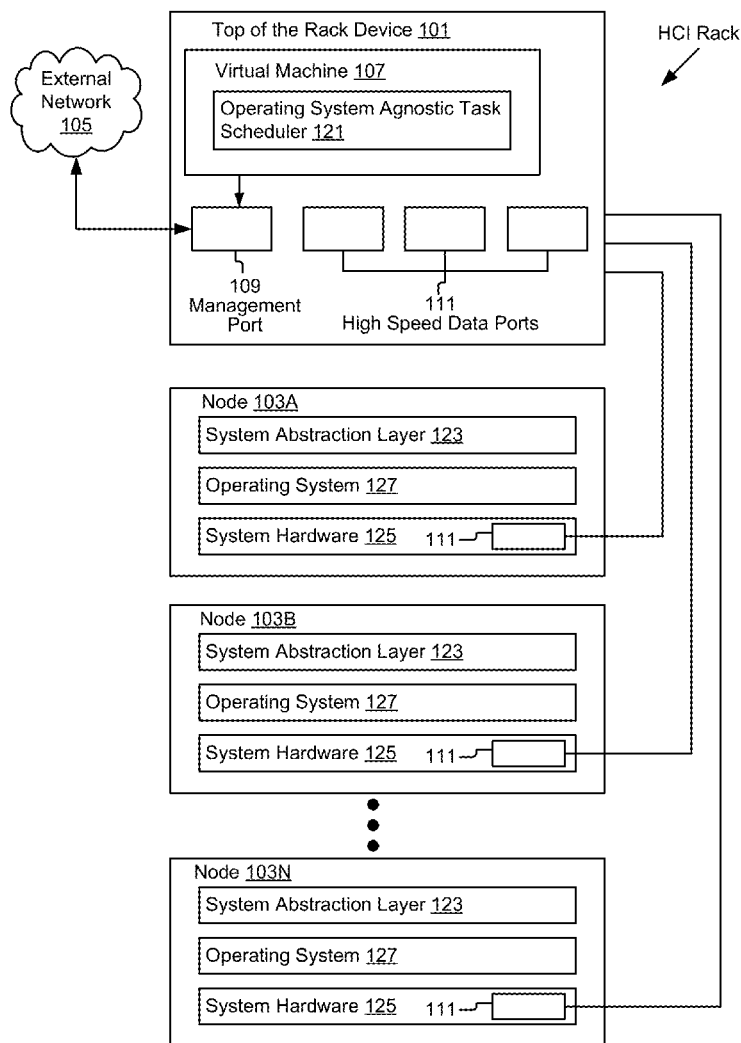 Top of the Rack Device 101
HCI Rack
External
Network
105
Virtual Machine 107
Operating System Agnostic Task
Scheduler 121
109
Management
Port
111
High Speed Data Ports
Node 103A
System Abstraction Layer 123
Operating System 127
System Hardware 125
111
Node 103B
System Abstraction Layer 123
Operating System 127
System Hardware 125
111
Node 103N
System Abstraction Layer 123
Operating System 127
System Hardware 125
111